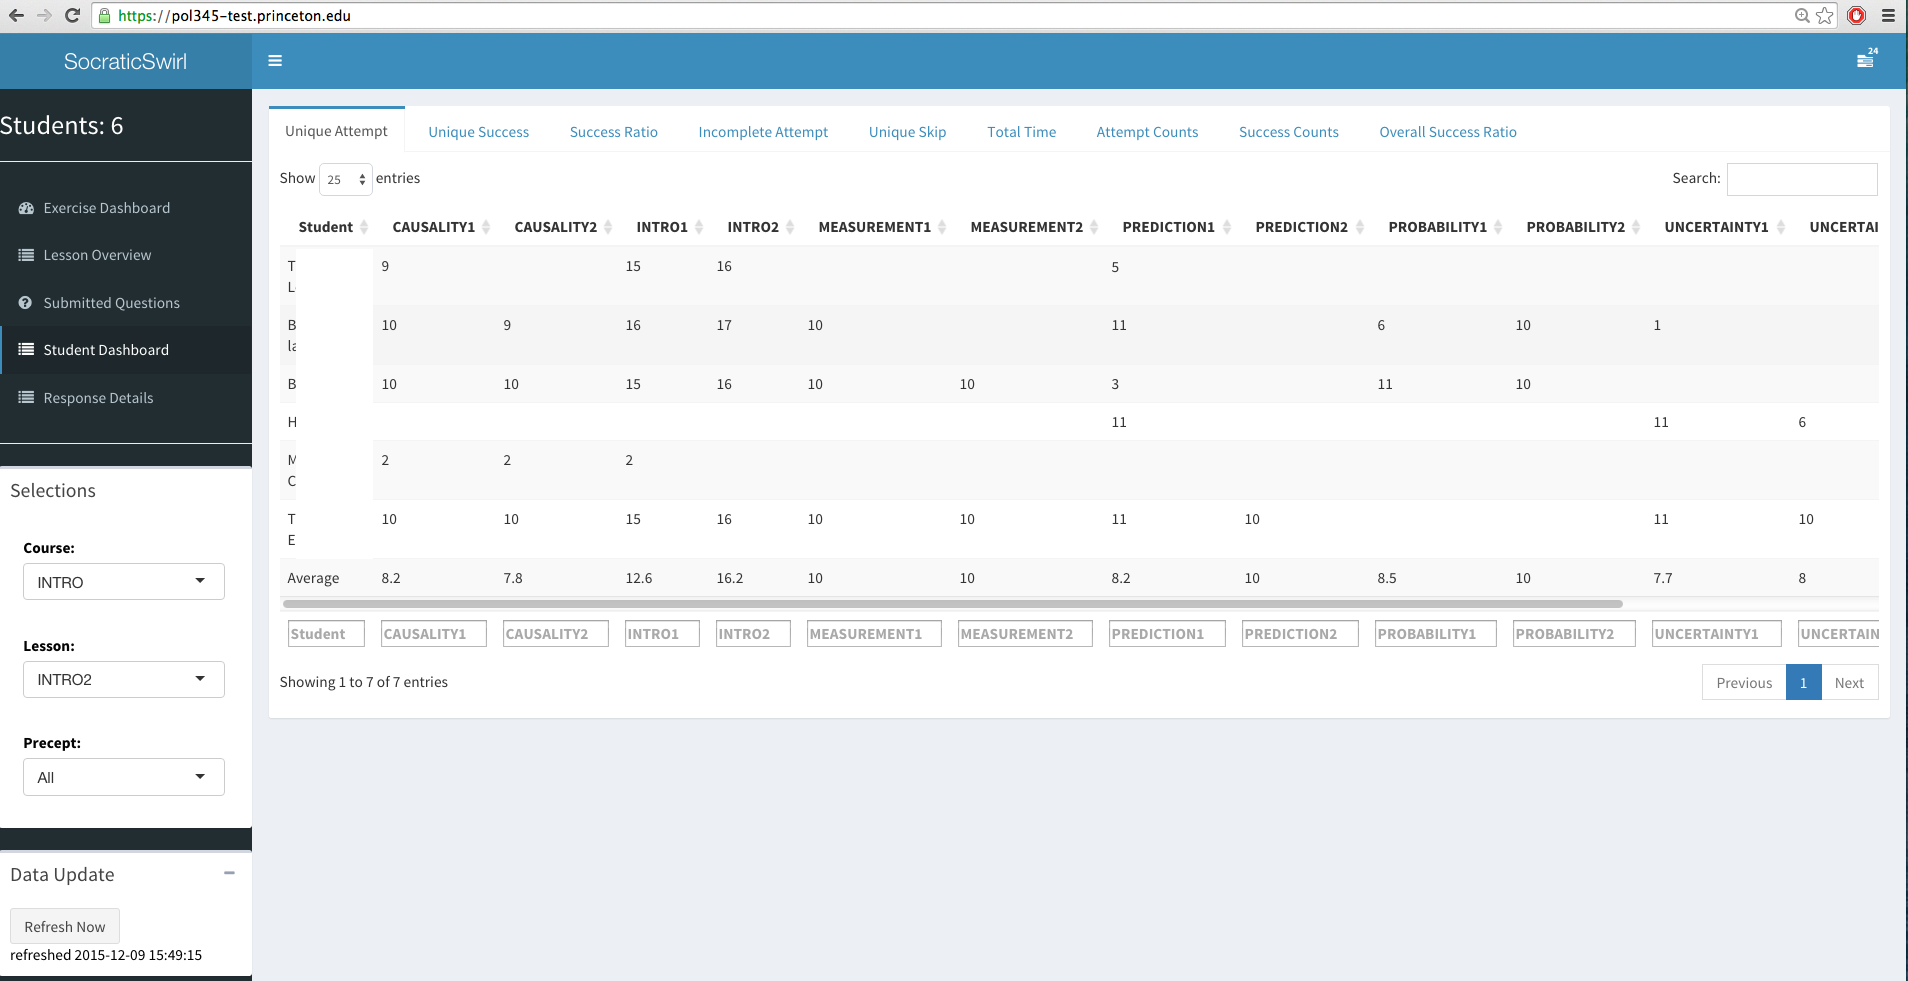 https://pol345-test.princeton.edu
SocraticSwirl
24
Students: 6
Exercise Dashboard
Lesson Overview
Submitted Questions
Student Dashboard
Response Details
Selections
Course:
INTRO
Lesson:
INTRO2
Precept:
All
Data Update
Refresh Now
refreshed 2015-12-09 15:49:15
Unique Attempt Unique Success Success Ratio Incomplete Attempt Unique Skip Total Time Attempt Counts Success Counts Overall Success Ratio
Show 25 entries Search:
Student CAUSALITY1 CAUSALITY2 INTRO1 INTRO2 MEASUREMENT1 MEASUREMENT2 PREDICTION1 PREDICTION2 PROBABILITY1 PROBABILITY2 UNCERTAINTY1 UNCERTAI
T 9 15 16 5
L
B 10 9 16 17 10 11 6 10 1
la
B 10 10 15 16 10 10 3 11 10
H 11 11 6
M 2 2 2
C
T 10 10 15 16 10 10 11 10 11 10
E
Average 8.2 7.8 12.6 16.2 10 10 8.2 10 8.5 10 7.7 8
Student CAUSALITY1 CAUSALITY2 INTRO1 INTRO2 MEASUREMENT1 MEASUREMENT2 PREDICTION1 PREDICTION2 PROBABILITY1 PROBABILITY2 UNCERTAINTY1 UNCERTAIN
Showing 1 to 7 of 7 entries
Previous 1 Next